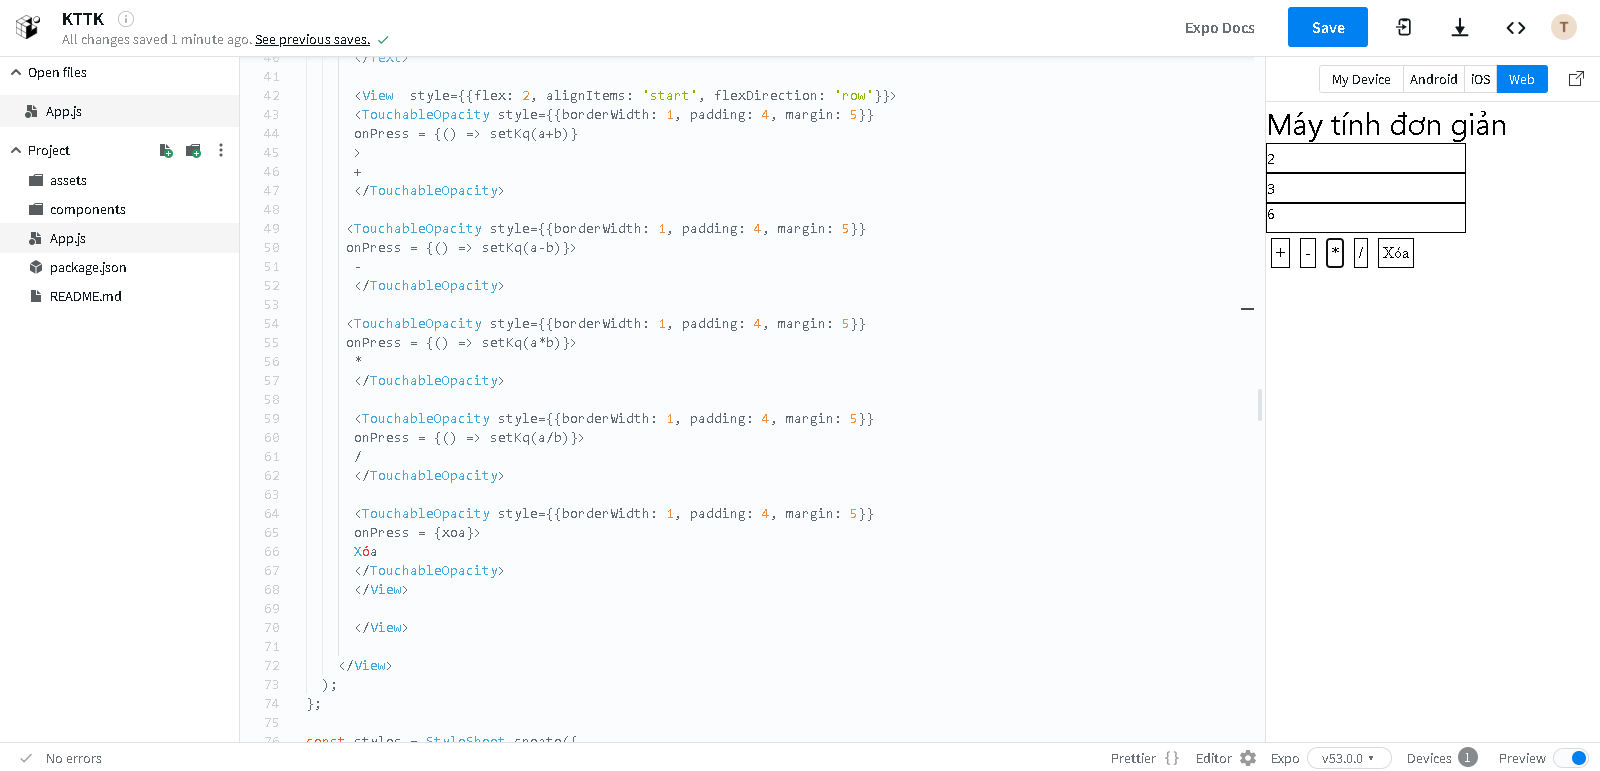 KTTK
All changes saved 1 minute ago. See previous saves.
Expo Docs
Save
T
Open files
App.js
Project
assets
components
App.js
package.json
README.md
40 </Text>
41
42 <View  style={{flex: 2, alignItems: 'start', flexDirection: 'row'}}>
43 <TouchableOpacity style={{borderWidth: 1, padding: 4, margin: 5}}
44 onPress = {() => setKq(a+b)}
45 >
46 +
47 </TouchableOpacity>
48
49 <TouchableOpacity style={{borderWidth: 1, padding: 4, margin: 5}}
50 onPress = {() => setKq(a-b)}>
51 -
52 </TouchableOpacity>
53
54 <TouchableOpacity style={{borderWidth: 1, padding: 4, margin: 5}}
55 onPress = {() => setKq(a*b)}>
56 *
57 </TouchableOpacity>
58
59 <TouchableOpacity style={{borderWidth: 1, padding: 4, margin: 5}}
60 onPress = {() => setKq(a/b)}>
61 /
62 </TouchableOpacity>
63
64 <TouchableOpacity style={{borderWidth: 1, padding: 4, margin: 5}}
65 onPress = {xoa}>
66 Xóa
67 </TouchableOpacity>
68 </View>
69
70 </View>
71
72 </View>
73 );
74 };
75
76 const styles = StyleSheet.create({
My Device Android iOS Web
Máy tính đơn giản
2
3
6
+ - * / Xóa
No errors
Prettier {} Editor Expo v53.0.0 Devices 1 Preview